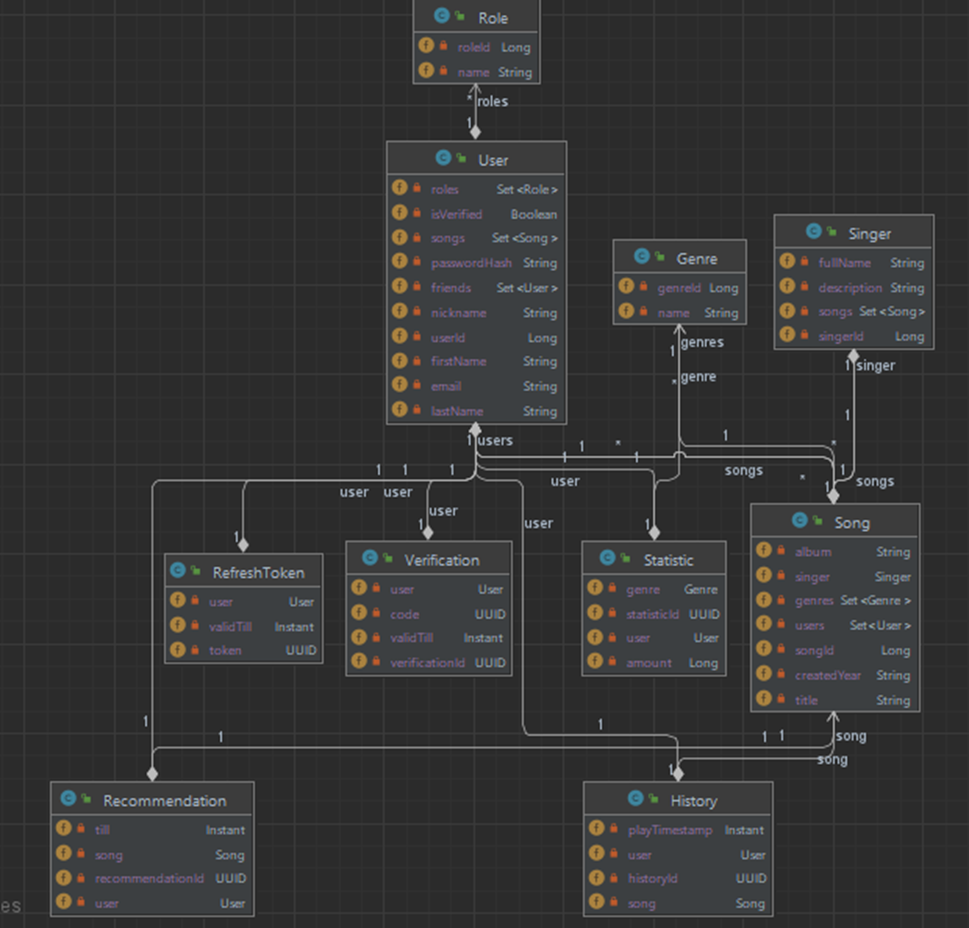 Role
roleId Long
name String
* roles
1
User
roles Set<Role>
isVerified Boolean
songs Set<Song>
passwordHash String
friends Set<User>
nickname String
userId Long
firstName String
email String
lastName String
Genre
genreId Long
name String
Singer
fullName String
description String
songs Set<Song>
singerId Long
1 genres
* genre
1 singer
1
1 users
1 * 1
1 1 *
1 1 1
user user
user
user
user
songs
* 1 1 songs
1 1 1
RefreshToken
user User
validTill Instant
token UUID
Verification
user User
code UUID
validTill Instant
verificationId UUID
Statistic
genre Genre
statisticId UUID
user User
amount Long
Song
album String
singer Singer
genres Set<Genre>
users Set<User>
songId Long
createdYear String
title String
1 1
1 1 1 song
song
1
Recommendation
till Instant
song Song
recommendationId UUID
user User
History
playTimestamp Instant
user User
historyId UUID
song Song
es